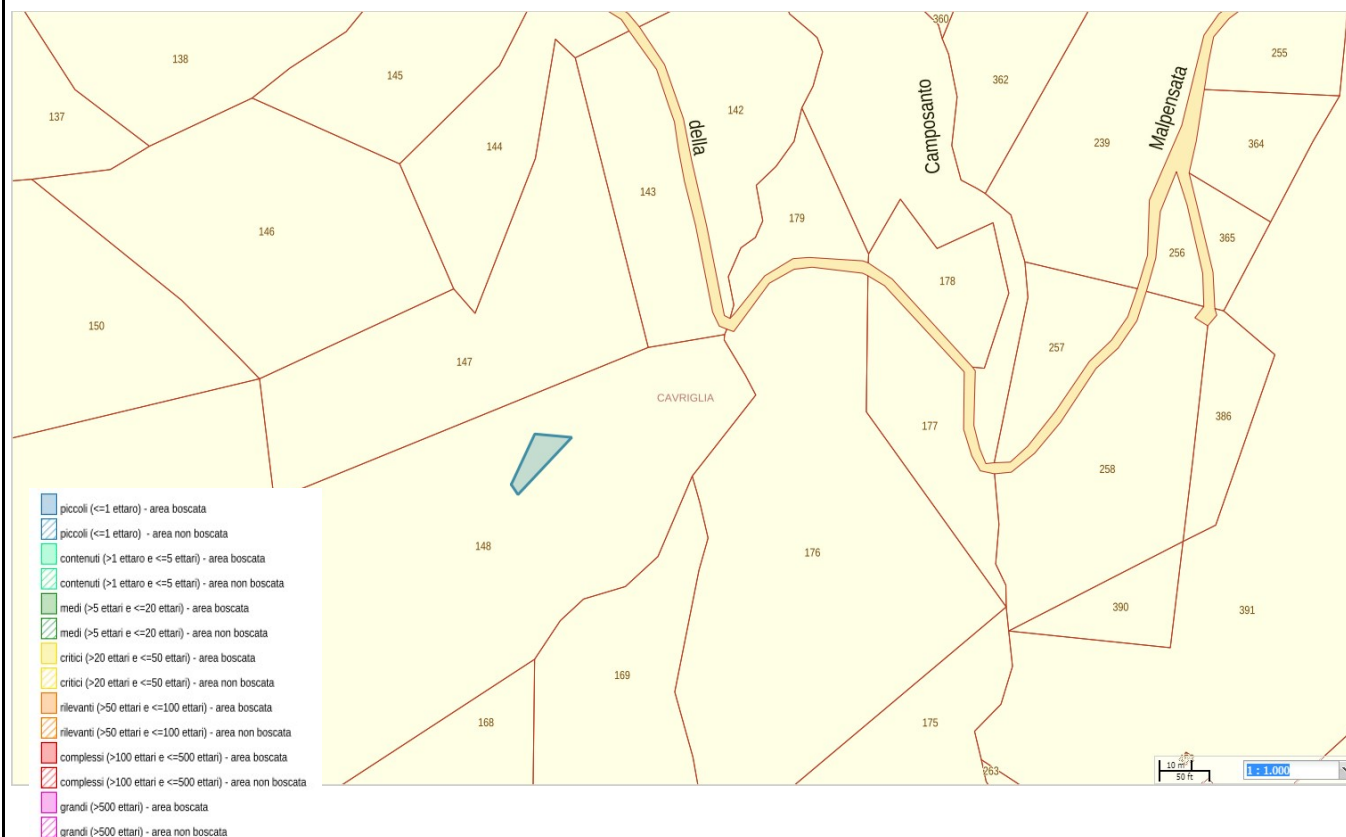 360
138
255
145
362
142
137
Malpensata
Camposanto
della
239
364
144
143
179
146
365
256
178
150
257
147
CAVRIGLIA
386
177
258
148
176
390
391
169
168
175
263
10 m
50 ft
1 : 1.000
piccoli (<=1 ettaro) - area boscata
piccoli (<=1 ettaro)  - area non boscata
contenuti (>1 ettaro e <=5 ettari) - area boscata
contenuti (>1 ettaro e <=5 ettari) - area non boscata
medi (>5 ettari e <=20 ettari) - area boscata
medi (>5 ettari e <=20 ettari) - area non boscata
critici (>20 ettari e <=50 ettari) - area boscata
critici (>20 ettari e <=50 ettari) - area non boscata
rilevanti (>50 ettari e <=100 ettari) - area boscata
rilevanti (>50 ettari e <=100 ettari) - area non boscata
complessi (>100 ettari e <=500 ettari) - area boscata
complessi (>100 ettari e <=500 ettari) - area non boscata
grandi (>500 ettari) - area boscata
grandi (>500 ettari) - area non boscata